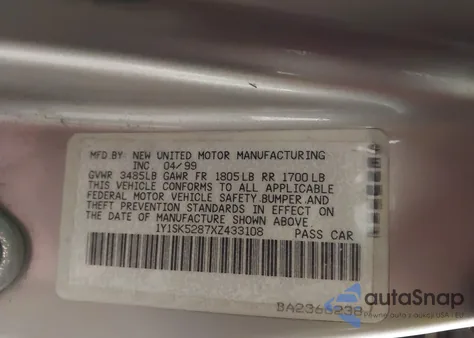 MFD.BY NEW UNITED MOTOR MANUFACTURING
INC. 04/99
GVWR 3485LB GAWR FR 1805LB RR 1700LB
THIS VEHICLE CONFORMS TO ALL APPLICABLE
FEDERAL MOTOR VEHICLE SAFETY, BUMPER, AND
THEFT PREVENTION STANDARDS IN EFFECT ON
THE DATE OF MANUFACTURE SHOWN ABOVE.
1Y1SK5287XZ433108 PASS CAR
BA2366238
autoSnap